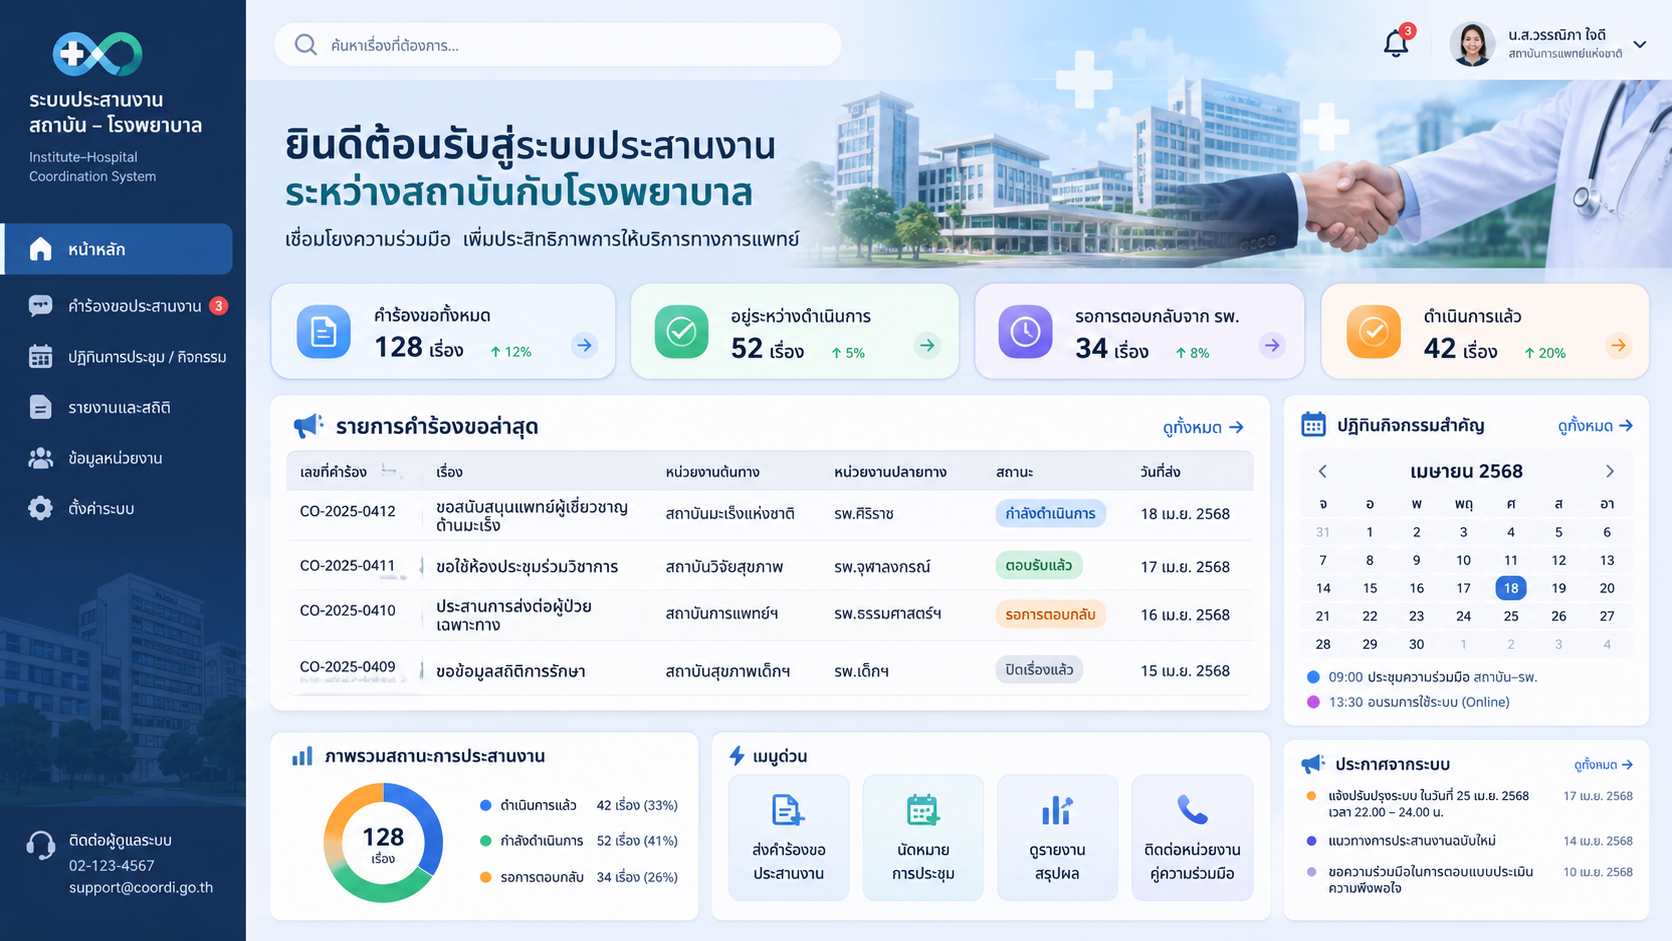 ระบบประสานงาน
สถาบัน – โรงพยาบาล
Institute–Hospital
Coordination System
หน้าหลัก
คำร้องขอประสานงาน 3
ปฏิทินการประชุม / กิจกรรม
รายงานและสถิติ
ข้อมูลหน่วยงาน
ตั้งค่าระบบ
ติดต่อผู้ดูแลระบบ
02-123-4567
support@coordi.go.th
ค้นหาเรื่องที่ต้องการ...
3
น.ส.วรรณิภา ใจดี
สถาบันการแพทย์แห่งชาติ
ยินดีต้อนรับสู่ระบบประสานงาน
ระหว่างสถาบันกับโรงพยาบาส
เชื่อมโยงความร่วมมือ เพิ่มประสิทธิภาพการให้บริการทางการแพทย์
คำร้องขอทั้งหมด
128 เรื่อง ↑ 12%
อยู่ระหว่างดำเนินการ
52 เรื่อง ↑ 5%
รอการตอบกลับจาก รพ.
34 เรื่อง ↑ 8%
ดำเนินการแล้ว
42 เรื่อง ↑ 20%
รายการคำร้องขอล่าสุด
ดูทั้งหมด →
เลขที่คำร้อง เรื่อง หน่วยงานต้นทาง หน่วยงานปลายทาง สถานะ วันที่ส่ง
CO-2025-0412 ขอสนับสนุนแพทย์ผู้เชี่ยวชาญ
ด้านมะเร็ง สถาบันมะเร็งแห่งชาติ รพ.ศิริราช กำลังดำเนินการ 18 เม.ย. 2568
CO-2025-0411 ขอใช้ห้องประชุมร่วมวิชาการ สถาบันวิจัยสุขภาพ รพ.จุฬาลงกรณ์ ตอบรับแล้ว 17 เม.ย. 2568
CO-2025-0410 ประสานการส่งต่อผู้ป่วย
เฉพาะทาง สถาบันการแพทย์ฯ รพ.ธรรมศาสตร์ฯ รอการตอบกลับ 16 เม.ย. 2568
CO-2025-0409 ขอข้อมูลสถิติการรักษา สถาบันสุขภาพเด็กฯ รพ.เด็กฯ ปิดเรื่องแล้ว 15 เม.ย. 2568
ปฏิทินกิจกรรมสำคัญ
ดูทั้งหมด →
เมษายน 2568
จ อ พ พฤ ศ ส อา
31 1 2 3 4 5 6
7 8 9 10 11 12 13
14 15 16 17 18 19 20
21 22 23 24 25 26 27
28 29 30 1 2 3 4
09:00 ประชุมความร่วมมือ สถาบัน–รพ.
13:30 อบรมการใช้ระบบ (Online)
ภาพรวมสถานะการประสานงาน
128
เรื่อง
ดำเนินการแล้ว 42 เรื่อง (33%)
กำลังดำเนินการ 52 เรื่อง (41%)
รอการตอบกลับ 34 เรื่อง (26%)
เมนูด่วน
ส่งคำร้องขอ
ประสานงาน
นัดหมาย
การประชุม
ดูรายงาน
สรุปผล
ติดต่อหน่วยงาน
คู่ความร่วมมือ
ประกาศจากระบบ
ดูทั้งหมด →
แจ้งปรับปรุงระบบ ในวันที่ 25 เม.ย. 2568 17 เม.ย. 2568
เวลา 22.00 – 24.00 น.
แนวทางการประสานงานฉบับใหม่ 14 เม.ย. 2568
ขอความร่วมมือในการตอบแบบประเมิน 10 เม.ย. 2568
ความพึงพอใจ